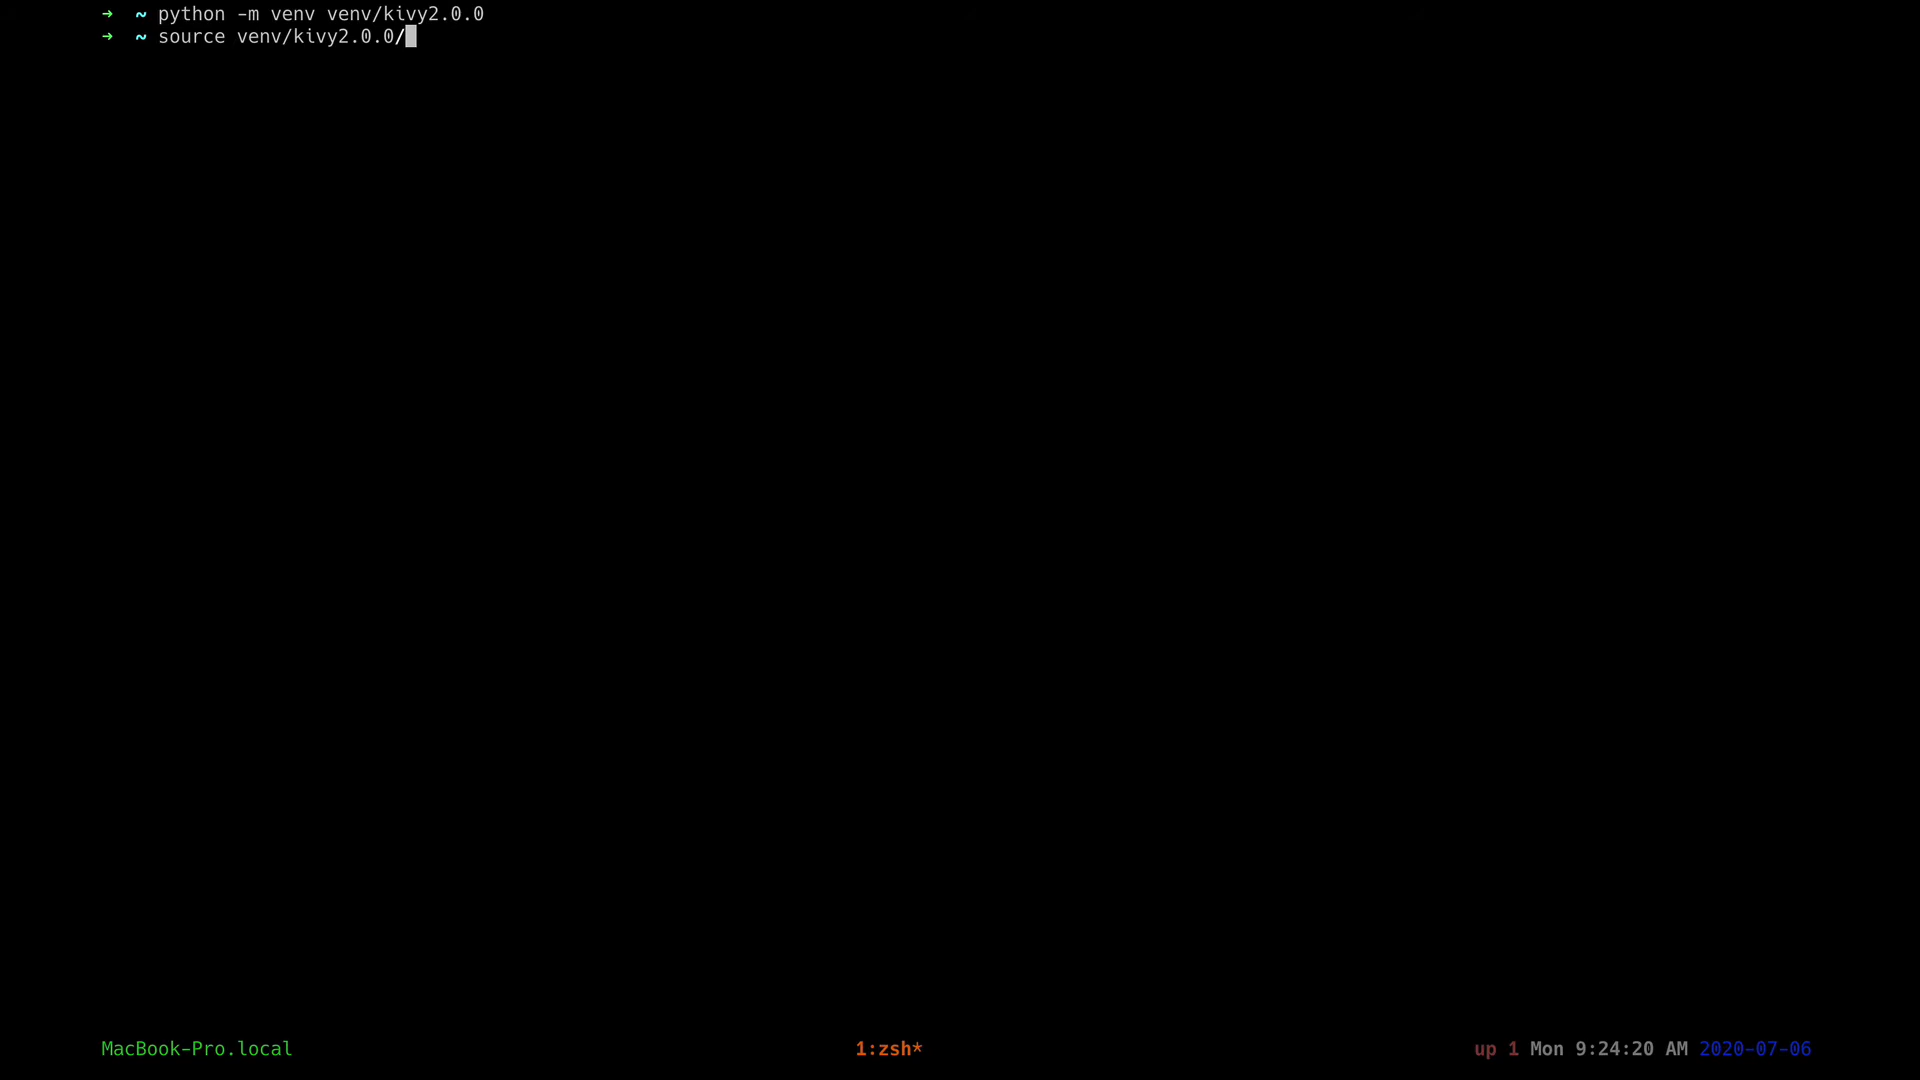 ➜  ~ python -m venv venv/kivy2.0.0
➜  ~ source venv/kivy2.0.0/
MacBook-Pro.local
1:zsh*
up 1 Mon 9:24:20 AM 2020-07-06